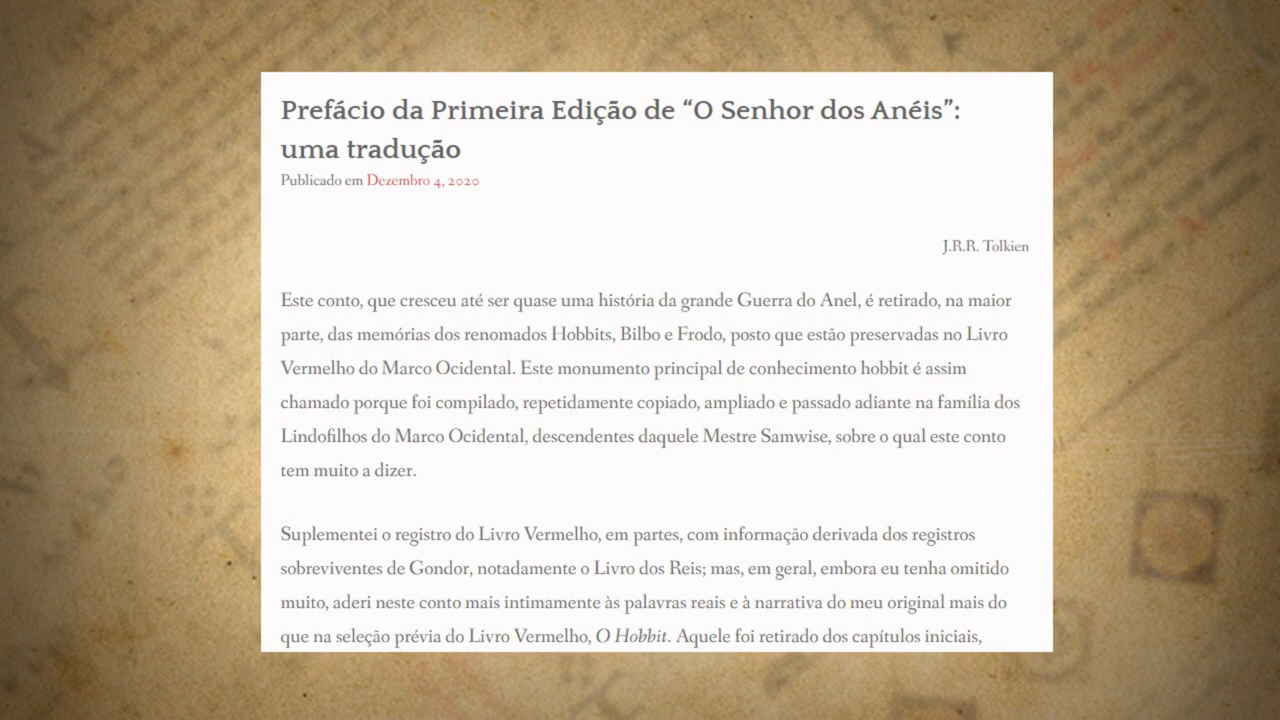 Prefácio da Primeira Edição de “O Senhor dos Anéis”:
uma tradução
Publicado em Dezembro 4, 2020
J.R.R. Tolkien
Este conto, que cresceu até ser quase uma história da grande Guerra do Anel, é retirado, na maior
parte, das memórias dos renomados Hobbits, Bilbo e Frodo, posto que estão preservadas no Livro
Vermelho do Marco Ocidental. Este monumento principal de conhecimento hobbit é assim
chamado porque foi compilado, repetidamente copiado, ampliado e passado adiante na família dos
Lindofilhos do Marco Ocidental, descendentes daquele Mestre Samwise, sobre o qual este conto
tem muito a dizer.
Suplementei o registro do Livro Vermelho, em partes, com informação derivada dos registros
sobreviventes de Gondor, notadamente o Livro dos Reis; mas, em geral, embora eu tenha omitido
muito, aderi neste conto mais intimamente às palavras reais e à narrativa do meu original mais do
que na seleção prévia do Livro Vermelho, O Hobbit. Aquele foi retirado dos capítulos iniciais,